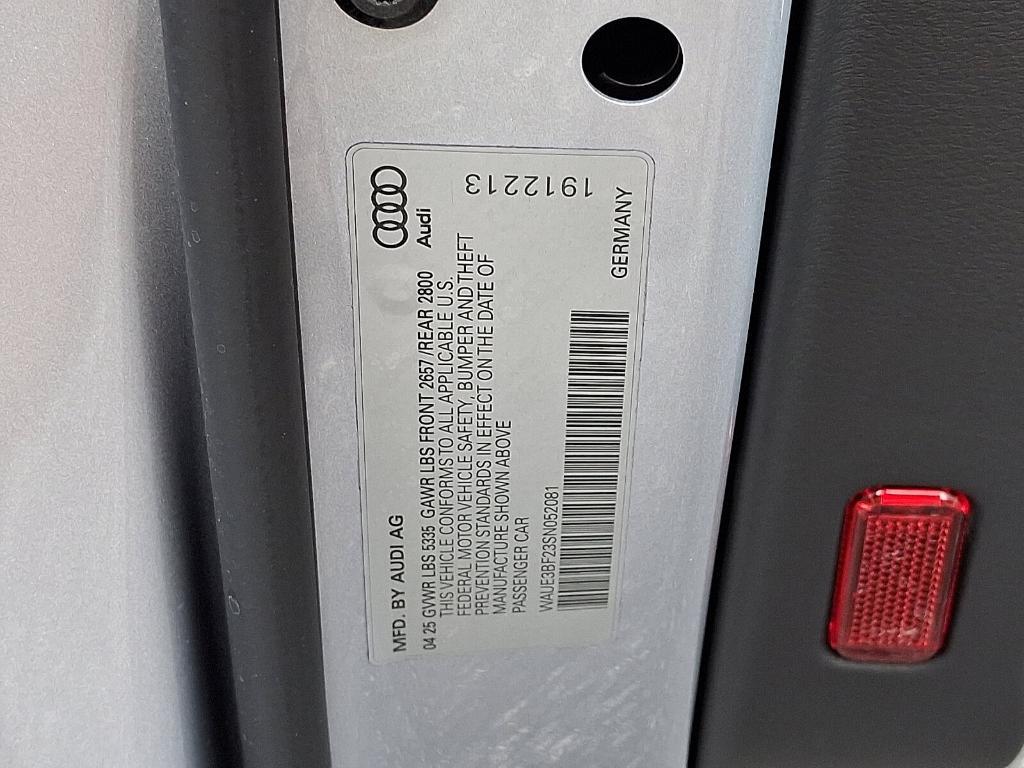 MFD. BY AUDI AG
04 25 GVWR LBS 5335 GAWR LBS FRONT 2657 /REAR 2800
THIS VEHICLE CONFORMS TO ALL APPLICABLE U.S.
FEDERAL MOTOR VEHICLE SAFETY, BUMPER AND THEFT
PREVENTION STANDARDS IN EFFECT ON THE DATE OF
MANUFACTURE SHOWN ABOVE
PASSENGER CAR
WAUE3BF23SN052081
Audi
1912213
GERMANY